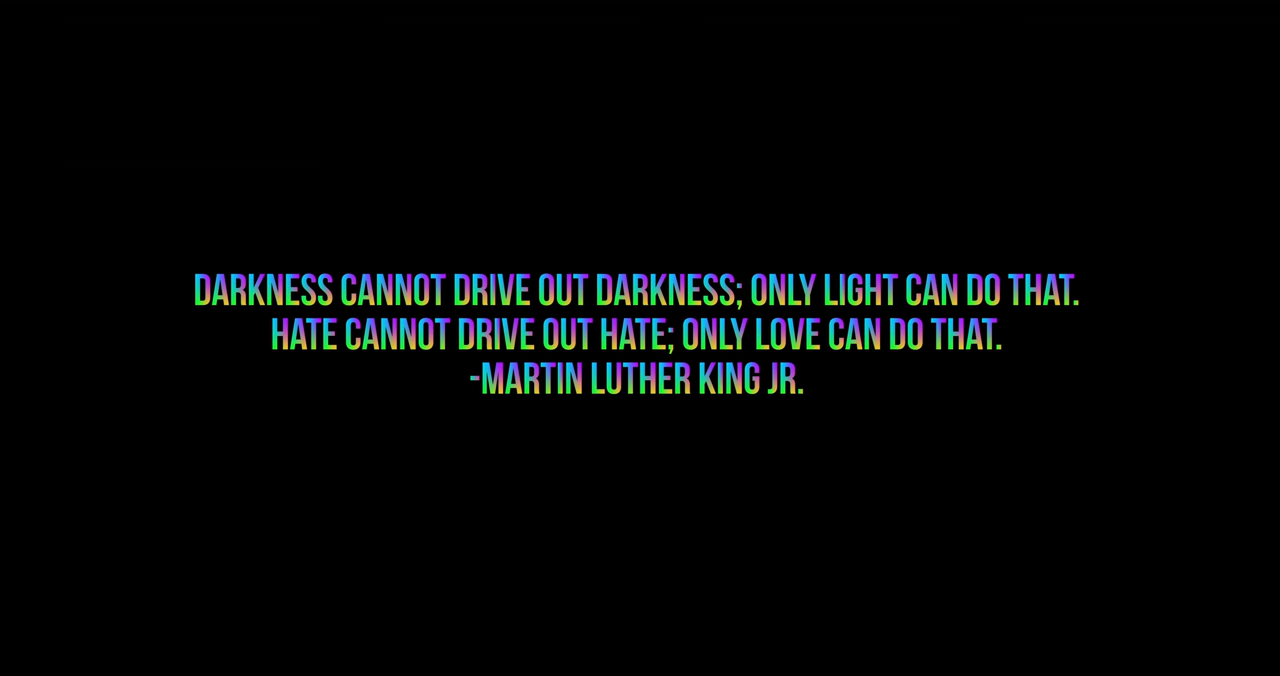 DARKNESS CANNOT DRIVE OUT DARKNESS; ONLY LIGHT CAN DO THAT.
HATE CANNOT DRIVE OUT HATE; ONLY LOVE CAN DO THAT.
-MARTIN LUTHER KING JR.